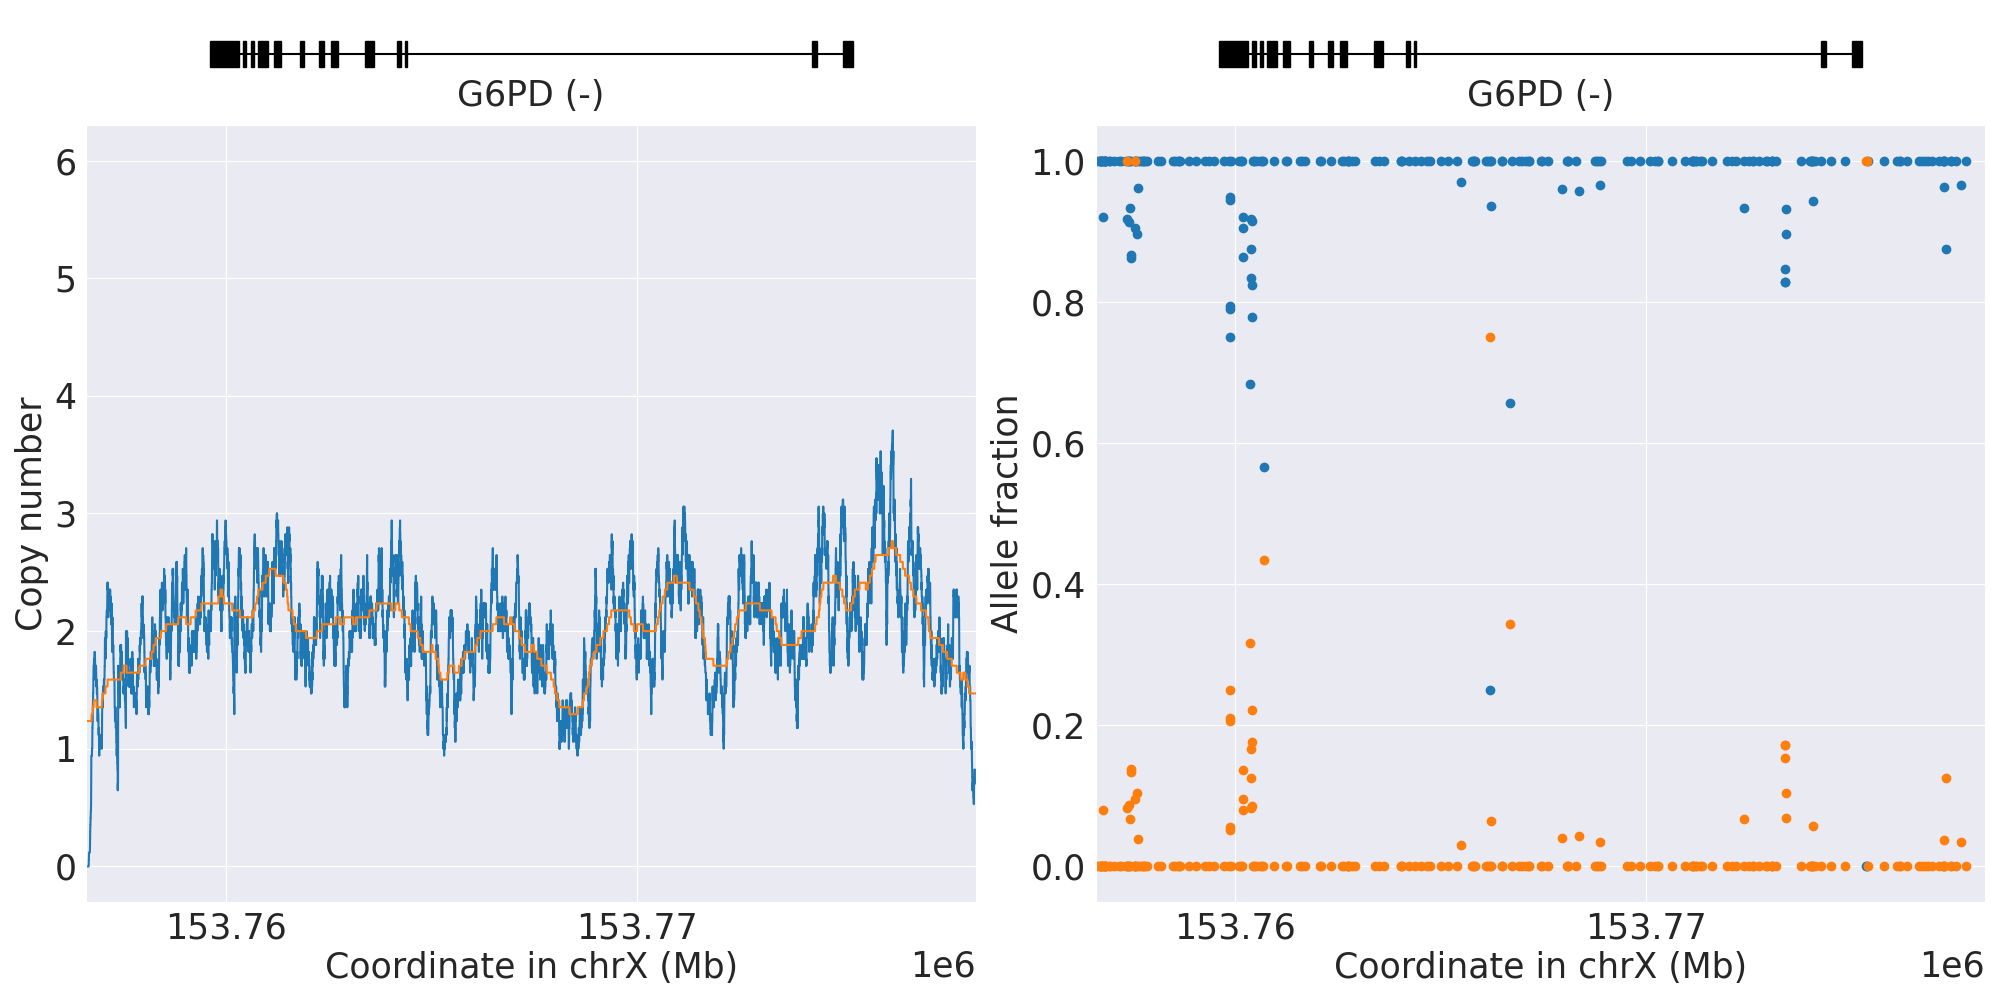 G6PD (-)
6
5
4
3
2
1
0
Copy number
153.76
153.77
Coordinate in chrX (Mb)
1e6
G6PD (-)
1.0
0.8
0.6
0.4
0.2
0.0
Allele fraction
153.76
153.77
Coordinate in chrX (Mb)
1e6